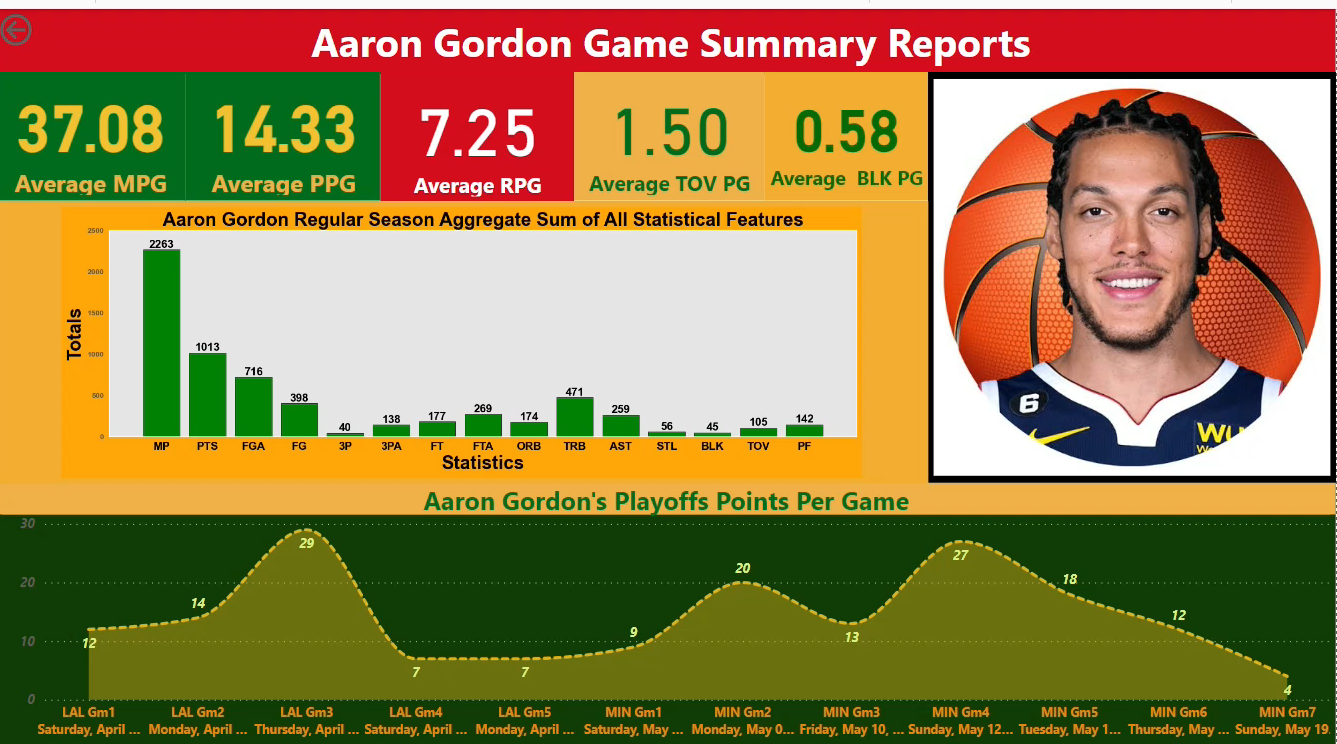 Aaron Gordon Game Summary Reports
37.08 14.33 7.25 1.50 0.58
Average MPG Average PPG Average RPG Average TOV PG Average BLK PG
Aaron Gordon Regular Season Aggregate Sum of All Statistical Features
Totals
2500
2000
1500
1000
500
0
2263 1013 716 398 40 138 177 269 174 471 259 56 45 105 142
MP PTS FGA FG 3P 3PA FT FTA ORB TRB AST STL BLK TOV PF
Statistics
6
Aaron Gordon's Playoffs Points Per Game
30
20
10
0
12 14 29 7 7 9 20 13 27 18 12 4
LAL Gm1 LAL Gm2 LAL Gm3 LAL Gm4 LAL Gm5 MIN Gm1 MIN Gm2 MIN Gm3 MIN Gm4 MIN Gm5 MIN Gm6 MIN Gm7
Saturday, April ... Monday, April ... Thursday, April ... Saturday, April ... Monday, April ... Saturday, May ... Monday, May 0... Friday, May 10, ... Sunday, May 12... Tuesday, May 1... Thursday, May ... Sunday, May 19